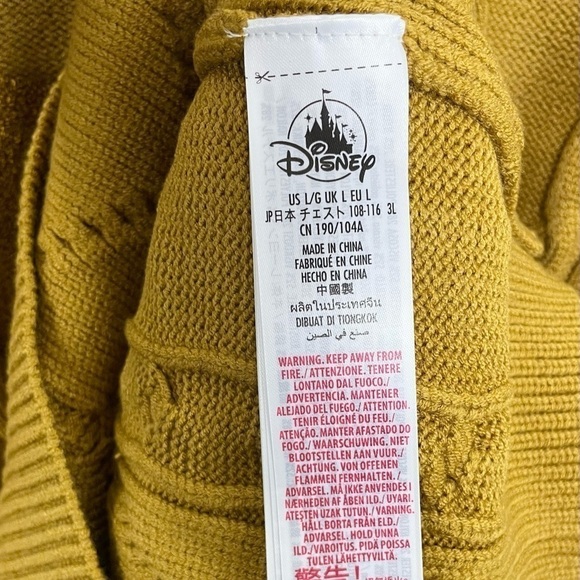 Disney
US L/G UK L EU L
JP日本 チェスト 108-116 3L
CN 190/104A
MADE IN CHINA
FABRIQUÉ EN CHINE
HECHO EN CHINA
中國製
ผลิตในประเทศจีน
DIBUAT DI TIONGKOK
صنع في الصين
WARNING. KEEP AWAY FROM
FIRE./ ATTENZIONE. TENERE
LONTANO DAL FUOCO./
ADVERTENCIA. MANTENER
ALEJADO DEL FUEGO./ ATTENTION.
TENIR ÉLOIGNÉ DU FEU./
ATENÇÃO. MANTER AFASTADO DO
FOGO./ WAARSCHUWING. NIET
BLOOTSTELLEN AAN VUUR./
ACHTUNG. VON OFFENEN
FLAMMEN FERNHALTEN./
ADVARSEL. MÅ IKKE ANVENDES I
NÆRHEDEN AF ÅBEN ILD./ UYARI.
ATEŞTEN UZAK TUTUN./ VARNING.
HÅLL BORTA FRÅN ELD./
ADVARSEL. HOLD UNNA
ILD./VAROITUS. PIDÄ POISSA
TULEN LÄHETTYVILTÄ.
警告!